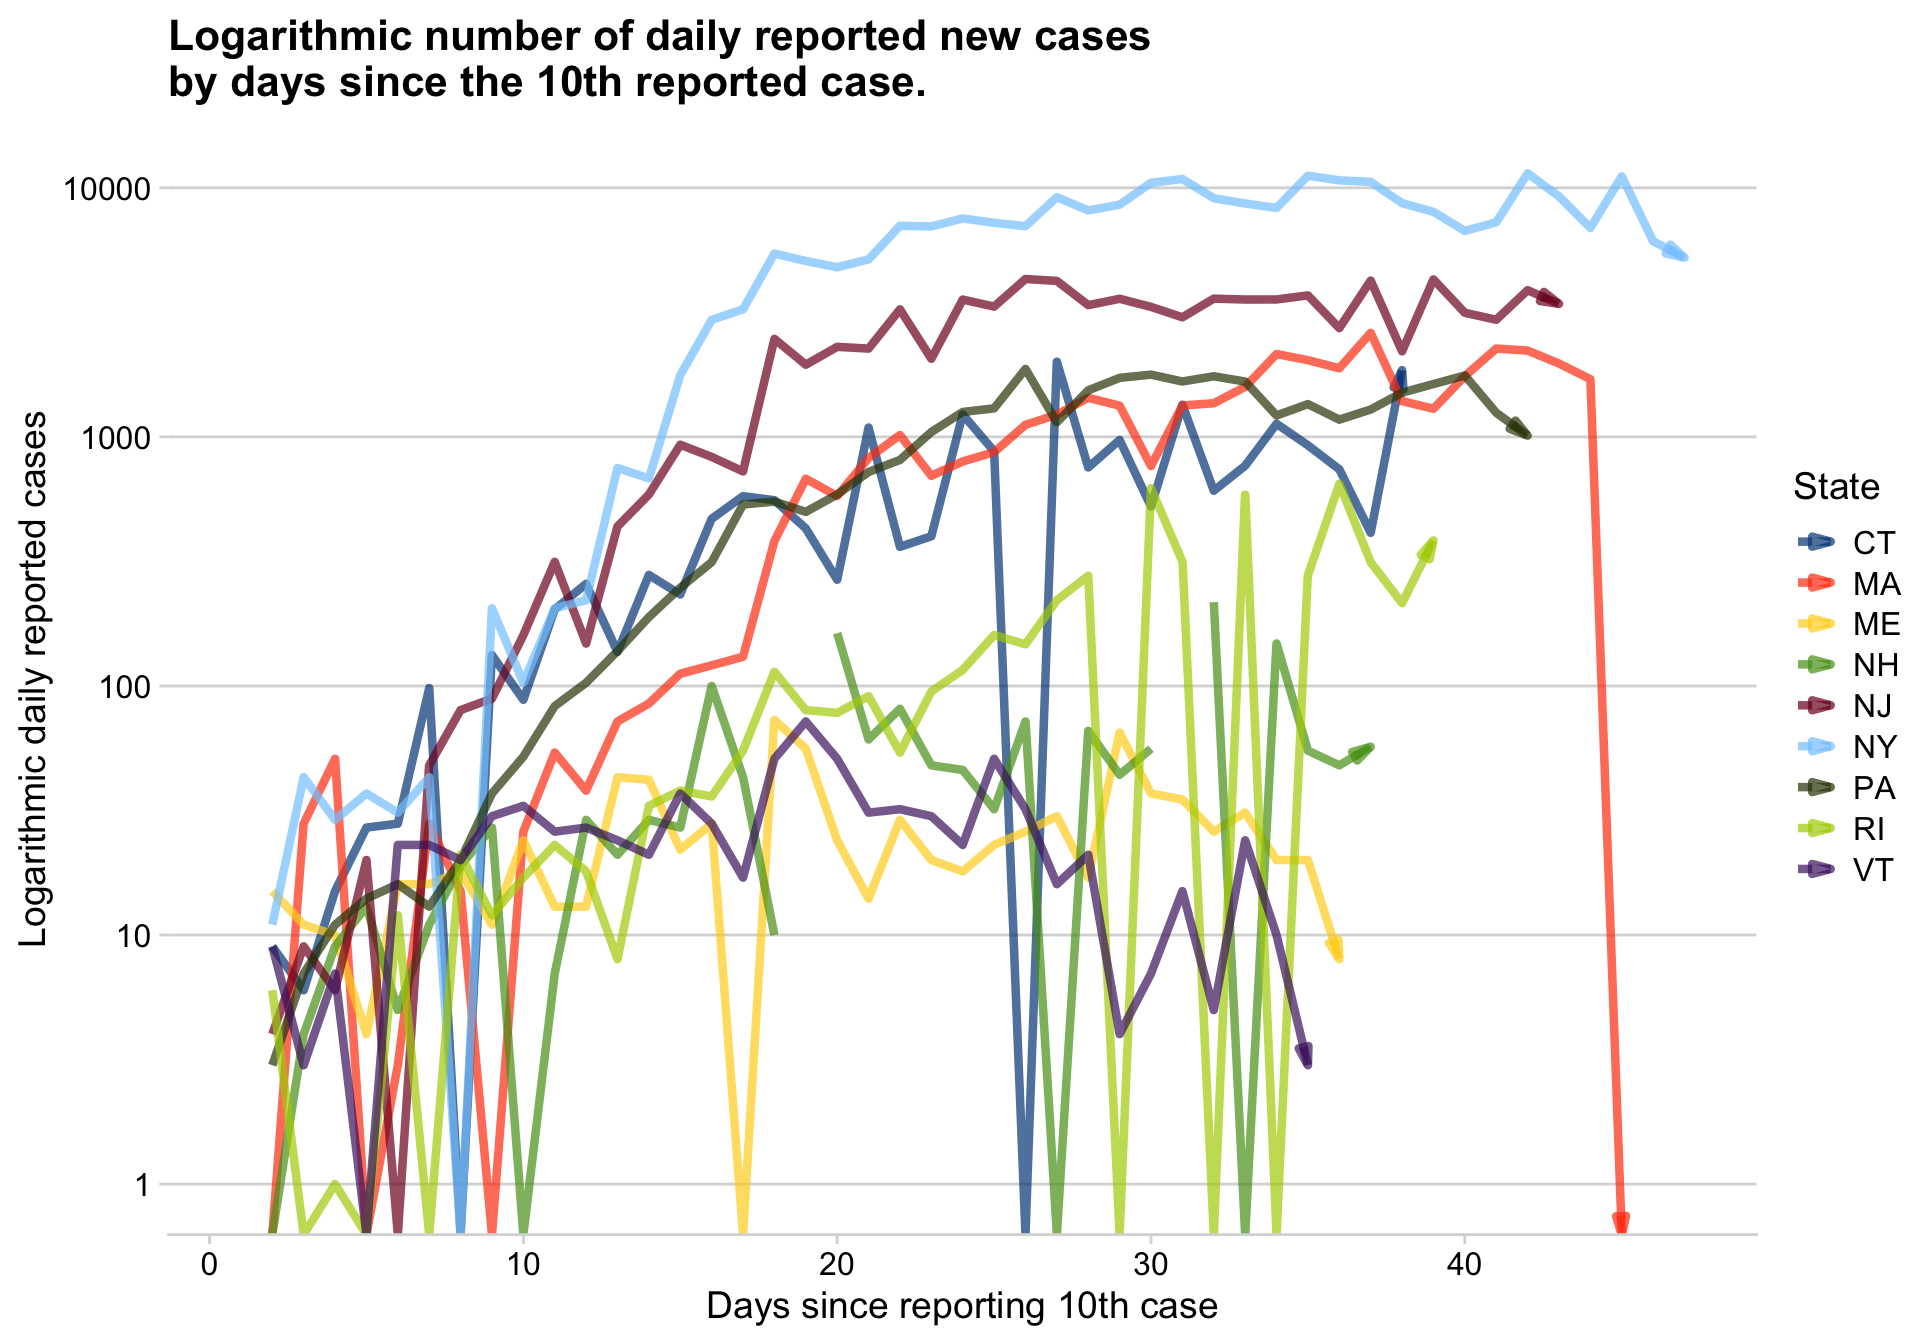 Logarithmic number of daily reported new cases
by days since the 10th reported case.
Logarithmic daily reported cases
10000
1000
100
10
1
0
10
20
30
40
Days since reporting 10th case
State
CT
MA
ME
NH
NJ
NY
PA
RI
VT